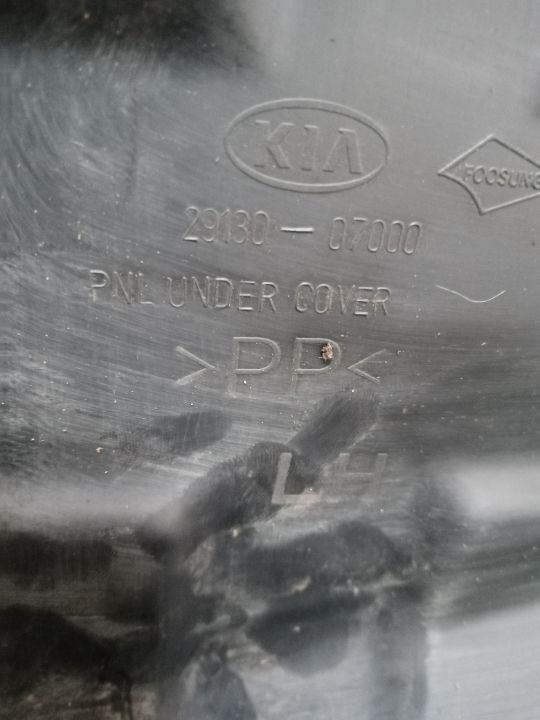 KIA
FOOSUNG
29130-07000
PNL UNDER COVER
>PP<
LH